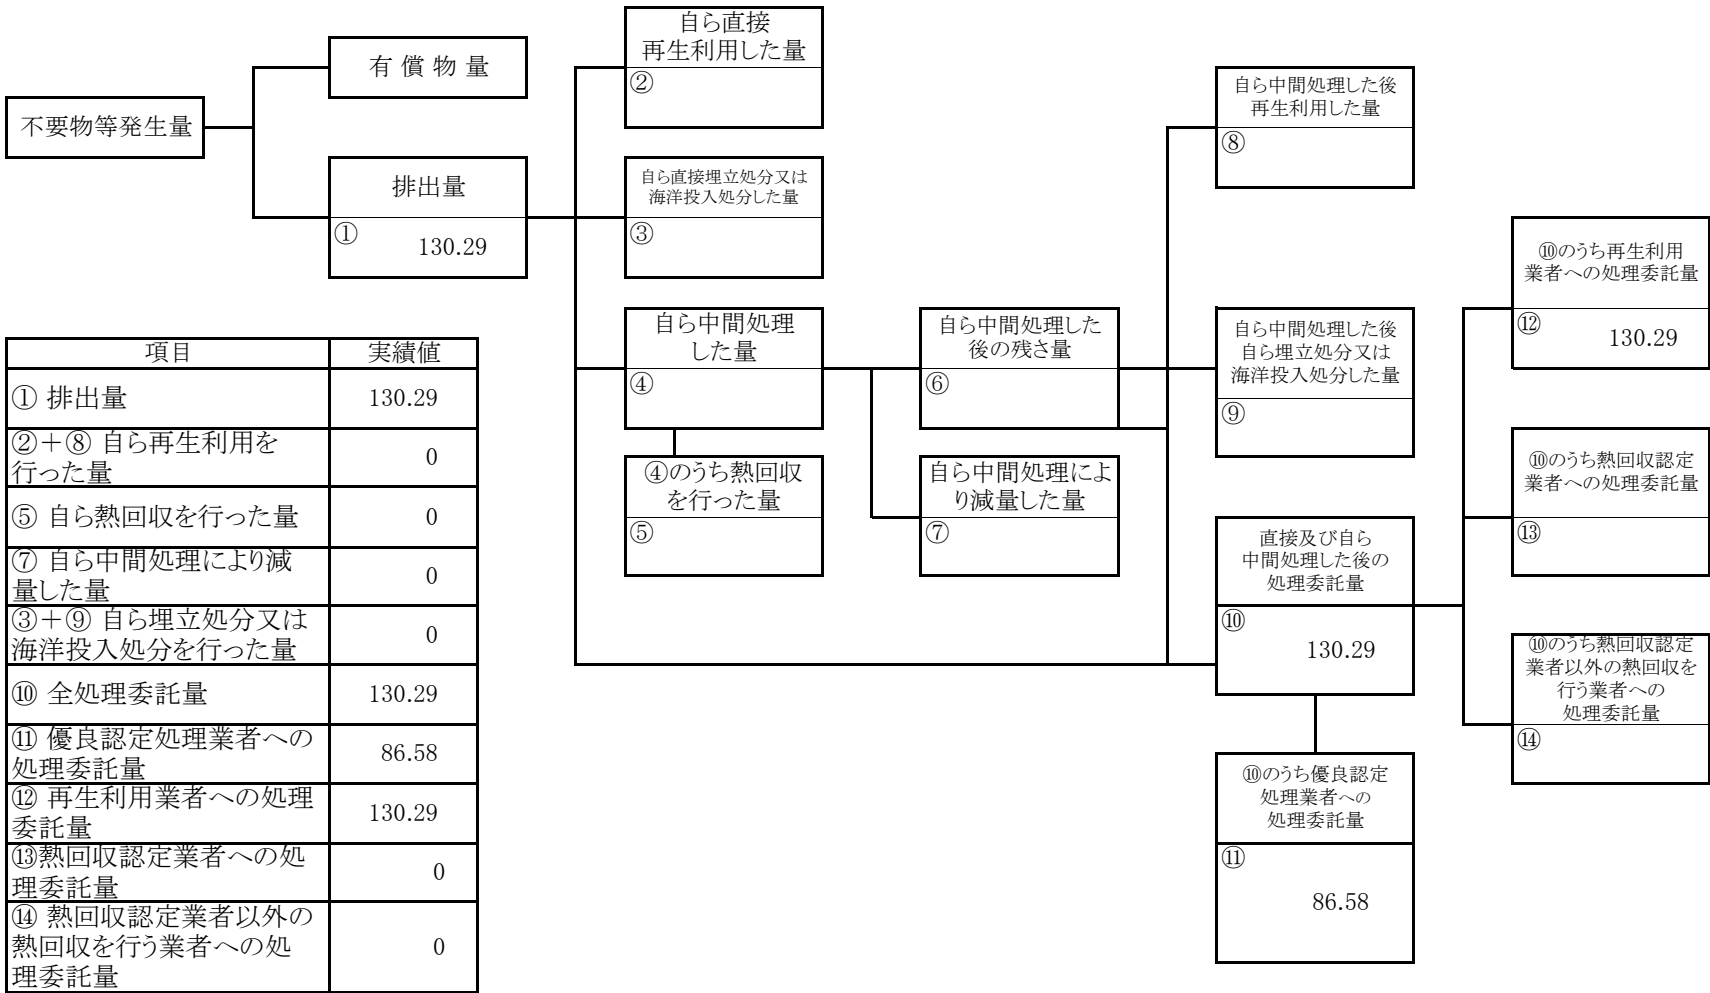 不要物等発生量
有 償 物 量
排出量
①
130.29
自ら直接
再生利用した量
②
自ら直接埋立処分又は
海洋投入処分した量
③
自ら中間処理
した量
④
④のうち熱回収
を行った量
⑤
自ら中間処理した
後の残さ量
⑥
自ら中間処理によ
り減量した量
⑦
自ら中間処理した後
再生利用した量
⑧
自ら中間処理した後
自ら埋立処分又は
海洋投入処分した量
⑨
直接及び自ら
中間処理した後の
処理委託量
⑩
130.29
⑩のうち優良認定
処理業者への
処理委託量
⑪
86.58
⑩のうち再生利用
業者への処理委託量
⑫
130.29
⑩のうち熱回収認定
業者への処理委託量
⑬
⑩のうち熱回収認定
業者以外の熱回収を
行う業者への
処理委託量
⑭
項目 実績値
① 排出量 130.29
②＋⑧ 自ら再生利用を
行った量 0
⑤ 自ら熱回収を行った量 0
⑦ 自ら中間処理により減
量した量 0
③＋⑨ 自ら埋立処分又は
海洋投入処分を行った量 0
⑩ 全処理委託量 130.29
⑪ 優良認定処理業者への
処理委託量 86.58
⑫ 再生利用業者への処理
委託量 130.29
⑬熱回収認定業者への処
理委託量 0
⑭ 熱回収認定業者以外の
熱回収を行う業者への処
理委託量 0